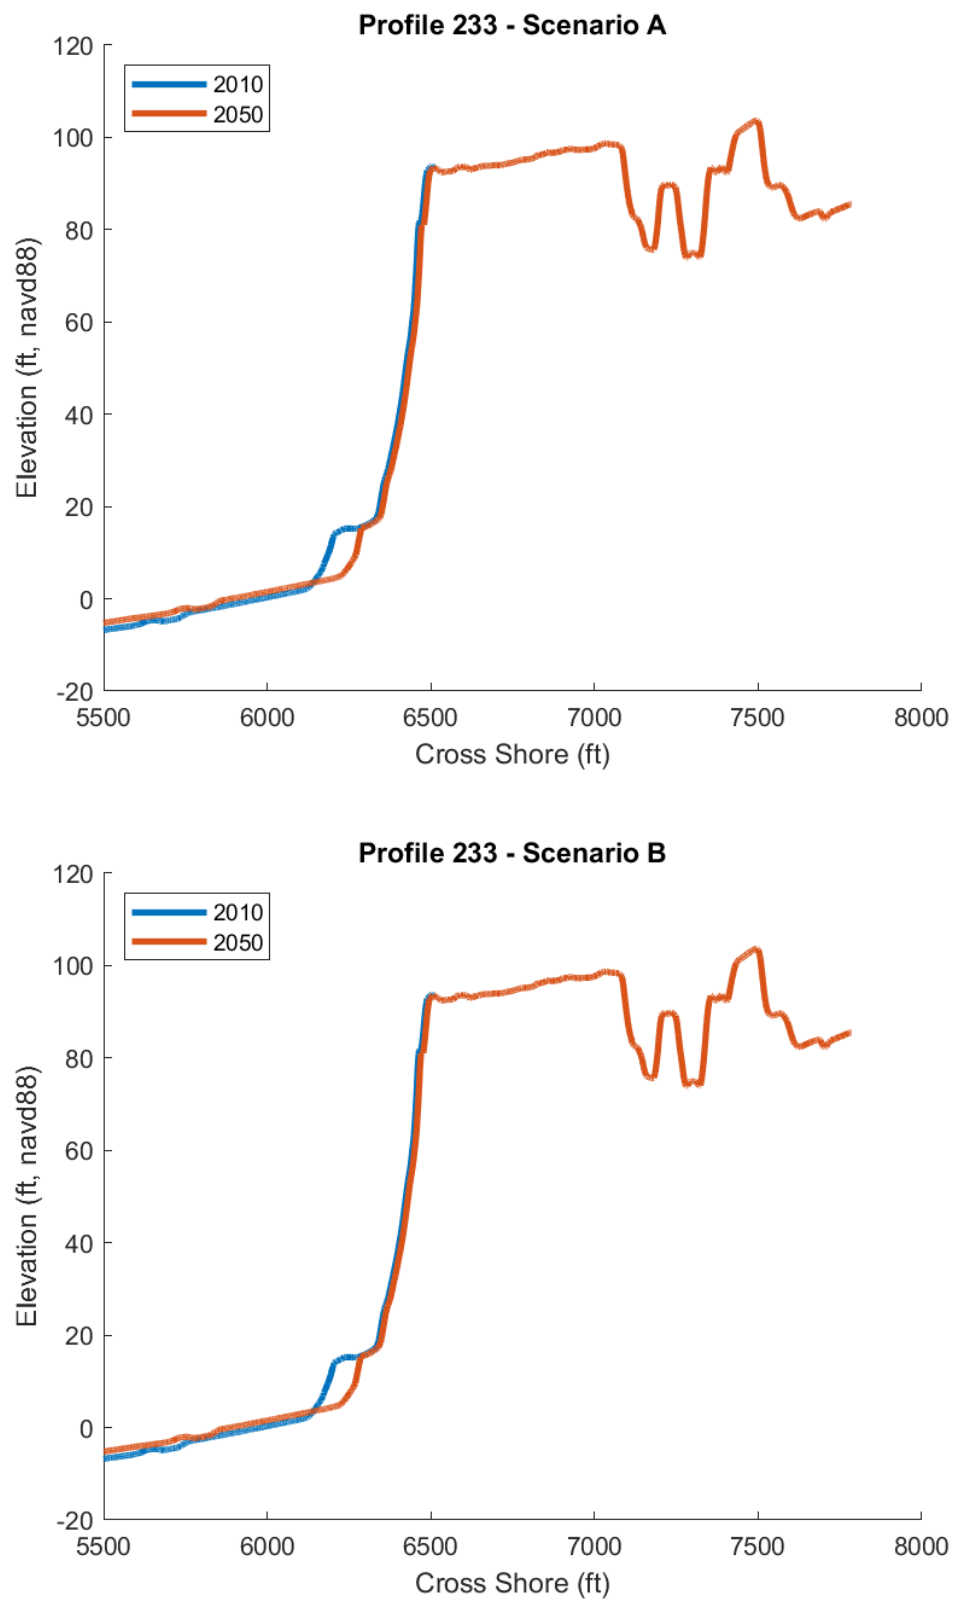 Profile 233 - Scenario A
120
2010
2050
100
80
60
40
20
0
-20
Elevation (ft, navd88)
5500 6000 6500 7000 7500 8000
Cross Shore (ft)
Profile 233 - Scenario B
120
2010
2050
100
80
60
40
20
0
-20
Elevation (ft, navd88)
5500 6000 6500 7000 7500 8000
Cross Shore (ft)